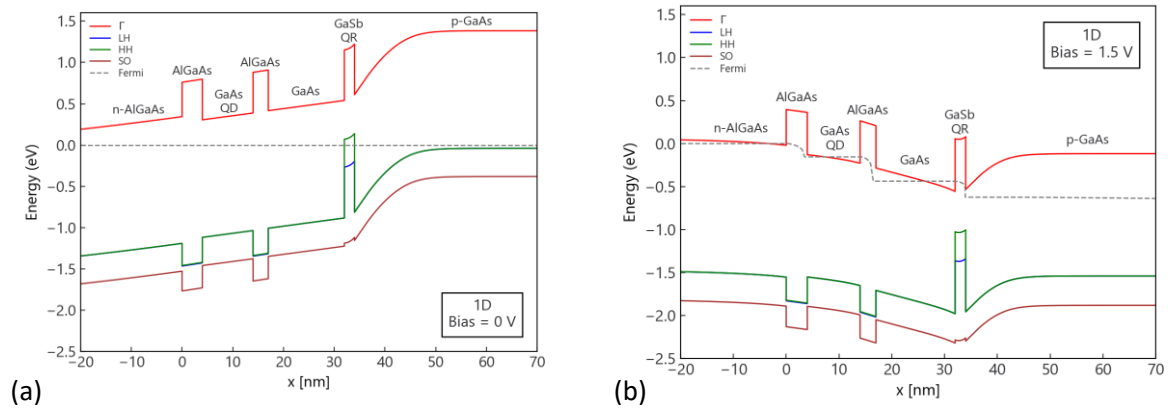 1.5
1.0
0.5
0.0
−0.5
−1.0
−1.5
−2.0
−2.5
Energy (eV)
Γ
LH
HH
SO
Fermi
n-AlGaAs
AlGaAs
GaAs
QD
AlGaAs
GaAs
GaSb
QR
p-GaAs
1D
Bias = 0 V
−20
−10
0
10
20
30
40
50
60
70
x [nm]
(a)
1.5
1.0
0.5
0.0
−0.5
−1.0
−1.5
−2.0
−2.5
Energy (eV)
Γ
LH
HH
SO
Fermi
n-AlGaAs
AlGaAs
GaAs
QD
AlGaAs
GaAs
GaSb
QR
p-GaAs
1D
Bias = 1.5 V
−20
−10
0
10
20
30
40
50
60
70
x [nm]
(b)